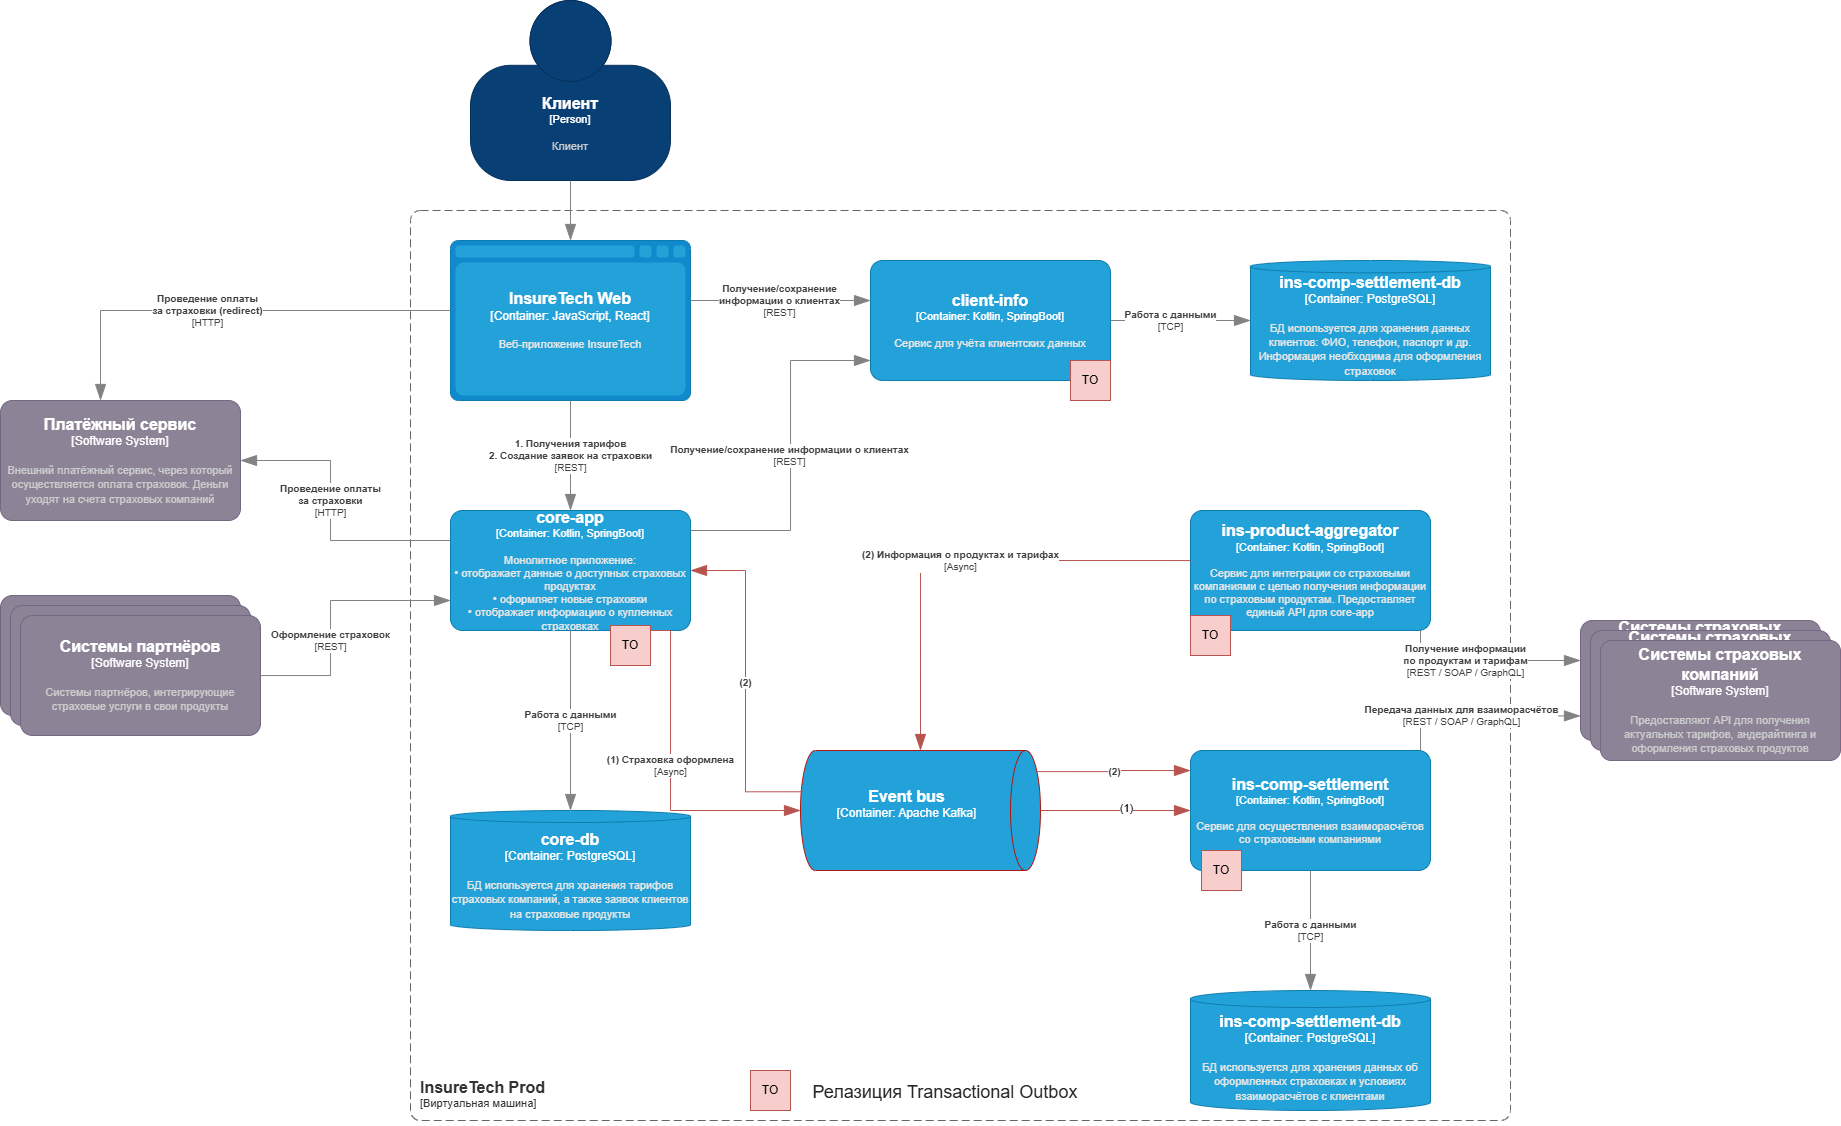 Клиент
[Person]
Клиент
InsureTech Web
[Container: JavaScript, React]
Веб-приложение InsureTech
Получение/сохранение
информации о клиентах
[REST]
client-info
[Container: Kotlin, SpringBoot]
Сервис для учёта клиентских данных
TO
Работа с данными
[TCP]
ins-comp-settlement-db
[Container: PostgreSQL]
БД используется для хранения данных
клиентов: ФИО, телефон, паспорт и др.
Информация необходима для оформления
страховок
Проведение оплаты
за страховки (redirect)
[HTTP]
Платёжный сервис
[Software System]
Внешний платёжный сервис, через который
осуществляется оплата страховок. Деньги
уходят на счета страховых компаний
1. Получения тарифов
2. Создание заявок на страховки
[REST]
Получение/сохранение информации о клиентах
[REST]
Проведение оплаты
за страховки
[HTTP]
core-app
[Container: Kotlin, SpringBoot]
Монолитное приложение:
• отображает данные о доступных страховых
продуктах
• оформляет новые страховки
• отображает информацию о купленных
страховках
TO
(2) Информация о продуктах и тарифах
[Async]
ins-product-aggregator
[Container: Kotlin, SpringBoot]
Сервис для интеграции со страховыми
компаниями с целью получения информации
по страховым продуктам. Предоставляет
единый API для core-app
TO
Системы партнёров
[Software System]
Системы партнёров, интегрирующие
страховые услуги в свои продукты
Оформление страховок
[REST]
Получение информации
по продуктам и тарифам
[REST / SOAP / GraphQL]
Передача данных для взаиморасчётов
[REST / SOAP / GraphQL]
Системы страховых
Системы страховых
Системы страховых
компаний
[Software System]
Предоставляют API для получения
актуальных тарифов, андерайтинга и
оформления страховых продуктов
(2)
Работа с данными
[TCP]
(1) Страховка оформлена
[Async]
Event bus
[Container: Apache Kafka]
(2)
(1)
ins-comp-settlement
[Container: Kotlin, SpringBoot]
Сервис для осуществления взаиморасчётов
со страховыми компаниями
TO
core-db
[Container: PostgreSQL]
БД используется для хранения тарифов
страховых компаний, а также заявок клиентов
на страховые продукты
Работа с данными
[TCP]
ins-comp-settlement-db
[Container: PostgreSQL]
БД используется для хранения данных об
оформленных страховках и условиях
взаиморасчётов с клиентами
InsureTech Prod
[Виртуальная машина]
TO
Релазиция Transactional Outbox